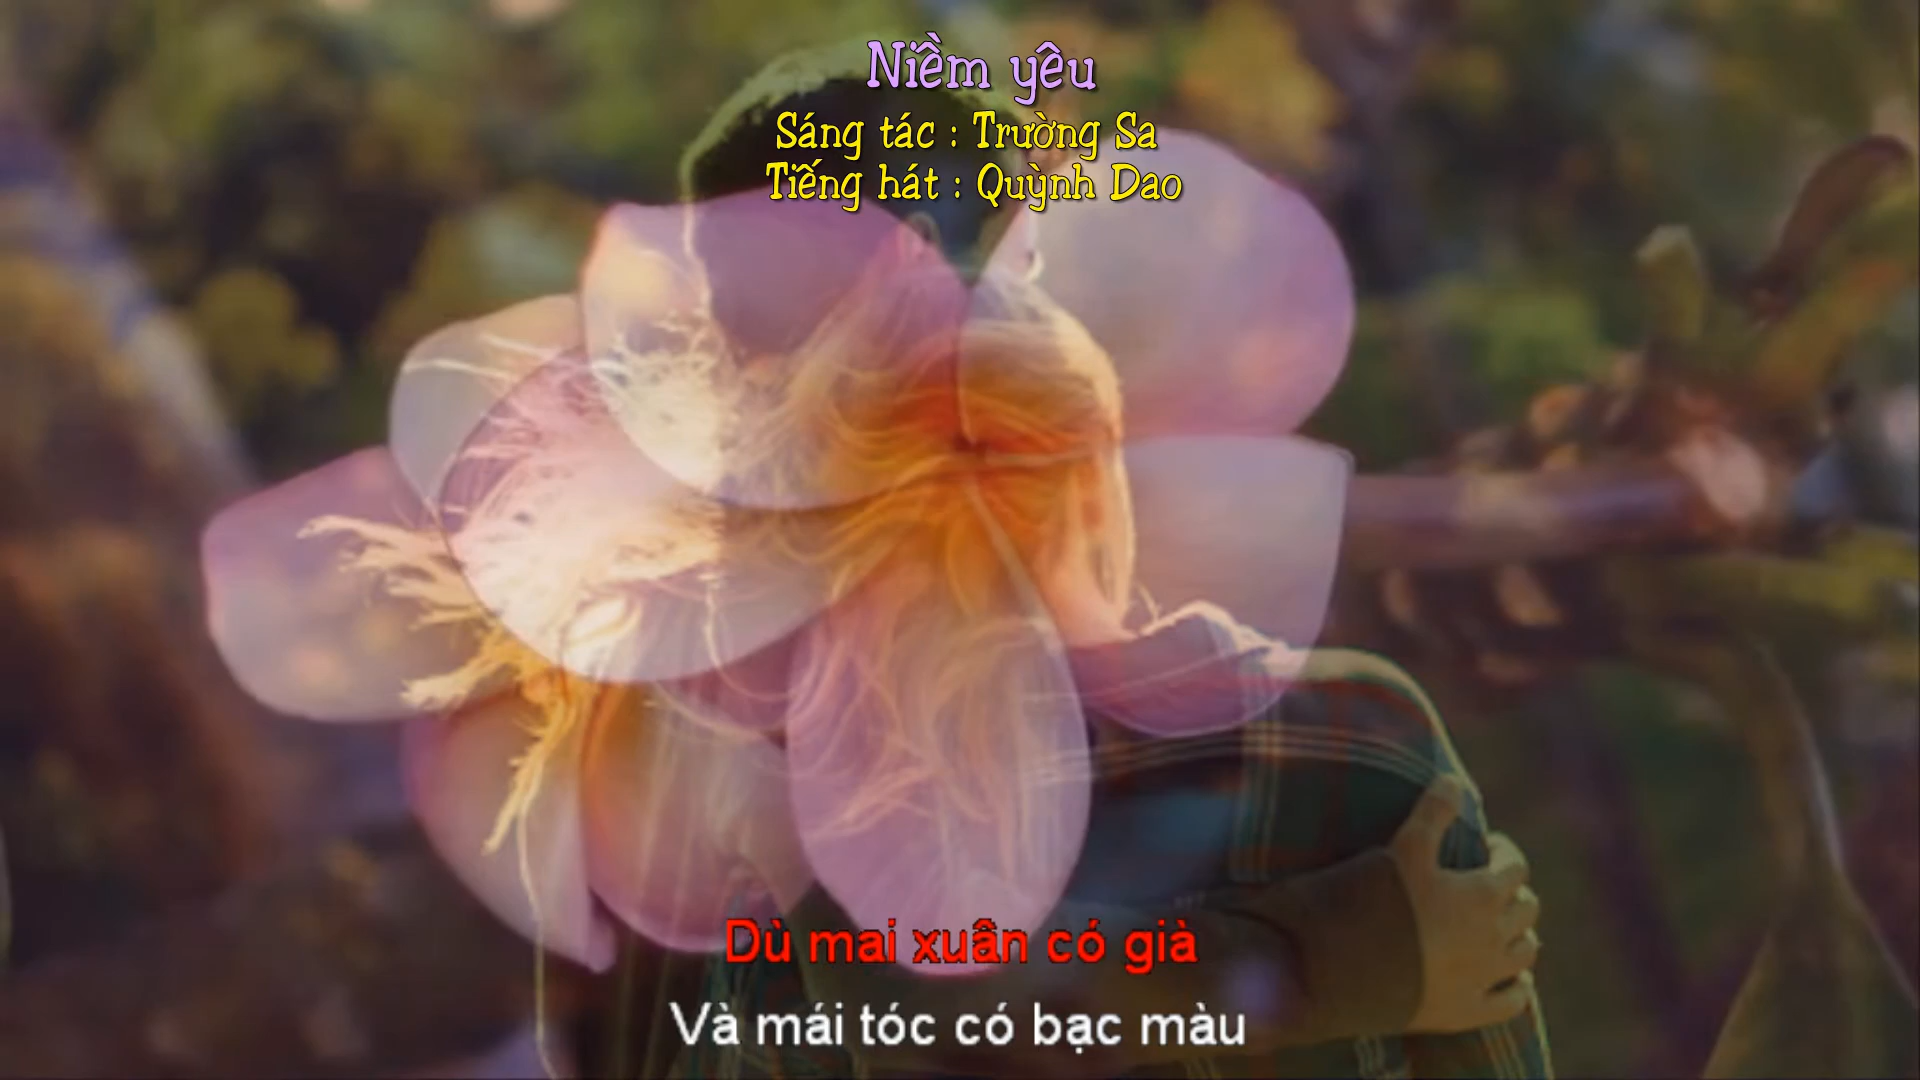 Niềm yêu
Sáng tác : Trường Sa
Tiếng hát : Quỳnh Dao
Dù mai xuân có già
Và mái tóc có bạc màu